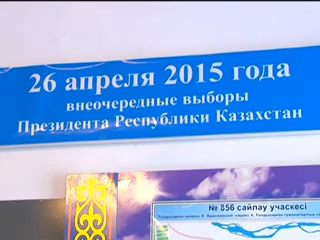 26 апреля 2015 года
внеочередные выборы
Президента Республики Казахстан
№ 856 сайлау учаскесі